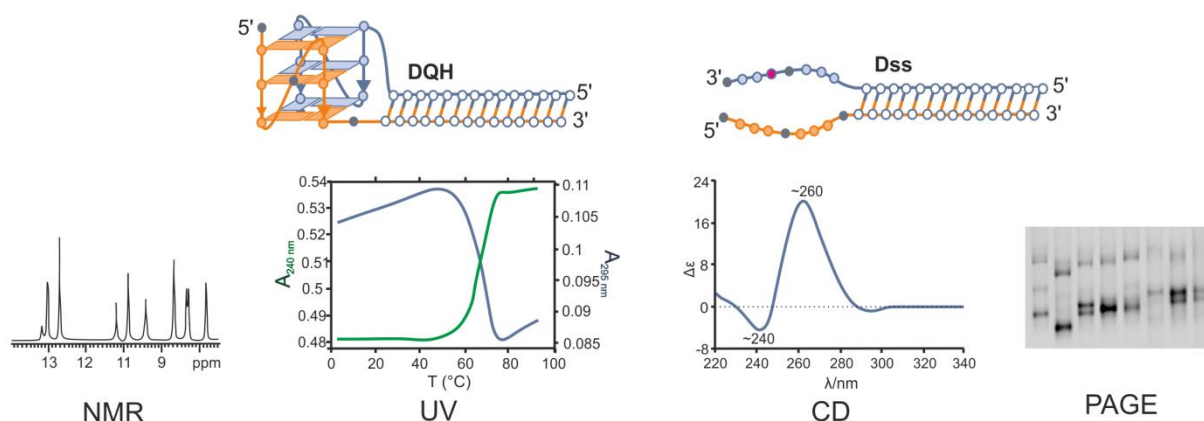 5'
DQH
5'
3'
Dss
3'
5'
5'
3'
13 12 11 9 ppm
NMR
0.54
0.53
0.52
0.51
0.5
0.49
0.48
A240 nm
0.11
0.105
0.1
0.095
0.09
0.085
A295 nm
0 20 40 60 80 100
T (°C)
UV
24
16
8
0
-8
Δε
~260
~240
220 240 260 280 300 320 340
λ/nm
CD
PAGE